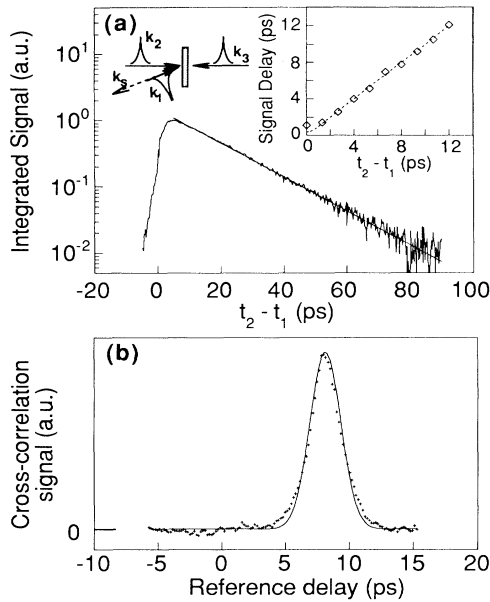 (a)
k2
k3
ks
k1
Integrated Signal (a.u.)
10^1
10^0
10^-1
10^-2
-20 0 20 40 60 80 100
t2 - t1 (ps)
Signal Delay (ps)
12
8
4
0
0 4 8 12
t2 - t1 (ps)
(b)
Cross-correlation
signal (a.u.)
0
-10 -5 0 5 10 15 20
Reference delay (ps)